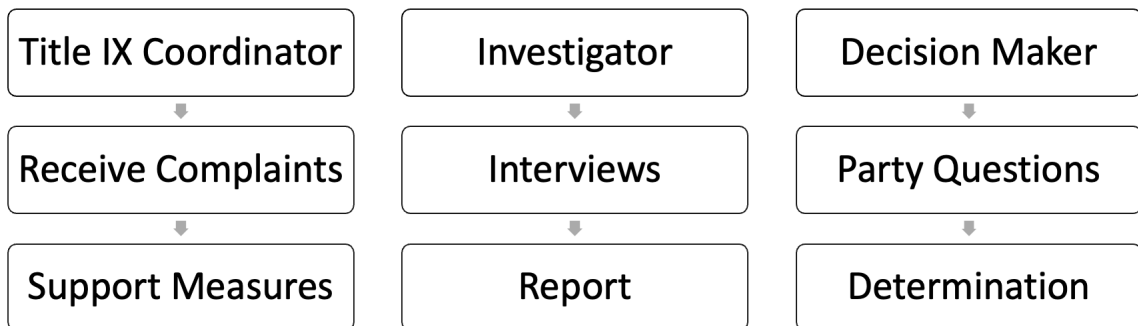 Title IX Coordinator
Receive Complaints
Support Measures
Investigator
Interviews
Report
Decision Maker
Party Questions
Determination